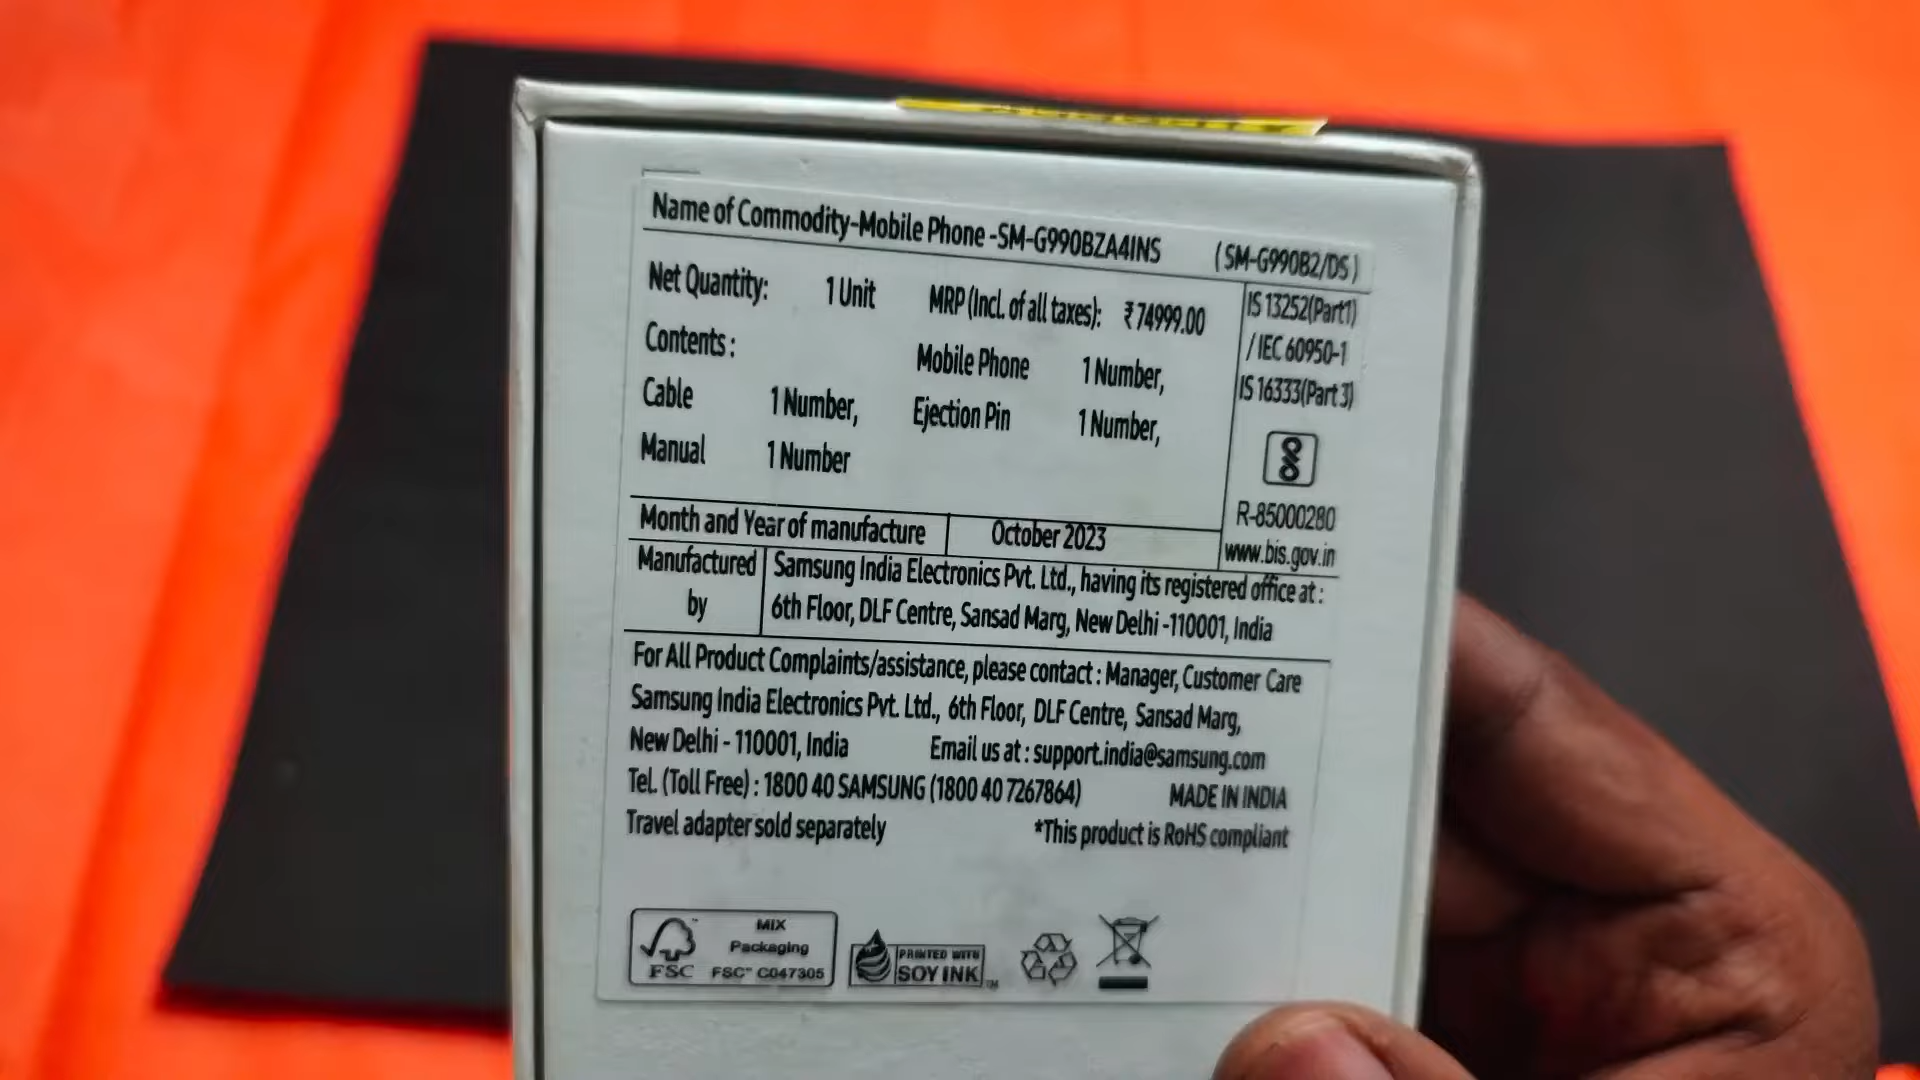 Name of Commodity-Mobile Phone -SM-G990BZA4INS (SM-G990B2/DS)
Net Quantity: 1 Unit MRP (Incl. of all taxes): ₹ 74999.00
Contents : Mobile Phone 1 Number,
Cable 1 Number, Ejection Pin 1 Number,
Manual 1 Number
IS 13252(Part1)
/ IEC 60950-1
IS 16333(Part 3)
R-85000280
www.bis.gov.in
Month and Year of manufacture October 2023
Manufactured by Samsung India Electronics Pvt. Ltd., having its registered office at :
6th Floor, DLF Centre, Sansad Marg, New Delhi -110001, India
For All Product Complaints/assistance, please contact : Manager, Customer Care
Samsung India Electronics Pvt. Ltd., 6th Floor, DLF Centre, Sansad Marg,
New Delhi - 110001, India Email us at : support.india@samsung.com
Tel. (Toll Free) : 1800 40 SAMSUNG (1800 40 7267864) MADE IN INDIA
Travel adapter sold separately *This product is RoHS compliant
MIX
Packaging
FSC FSC™ C047305
PRINTED WITH
SOY INK™